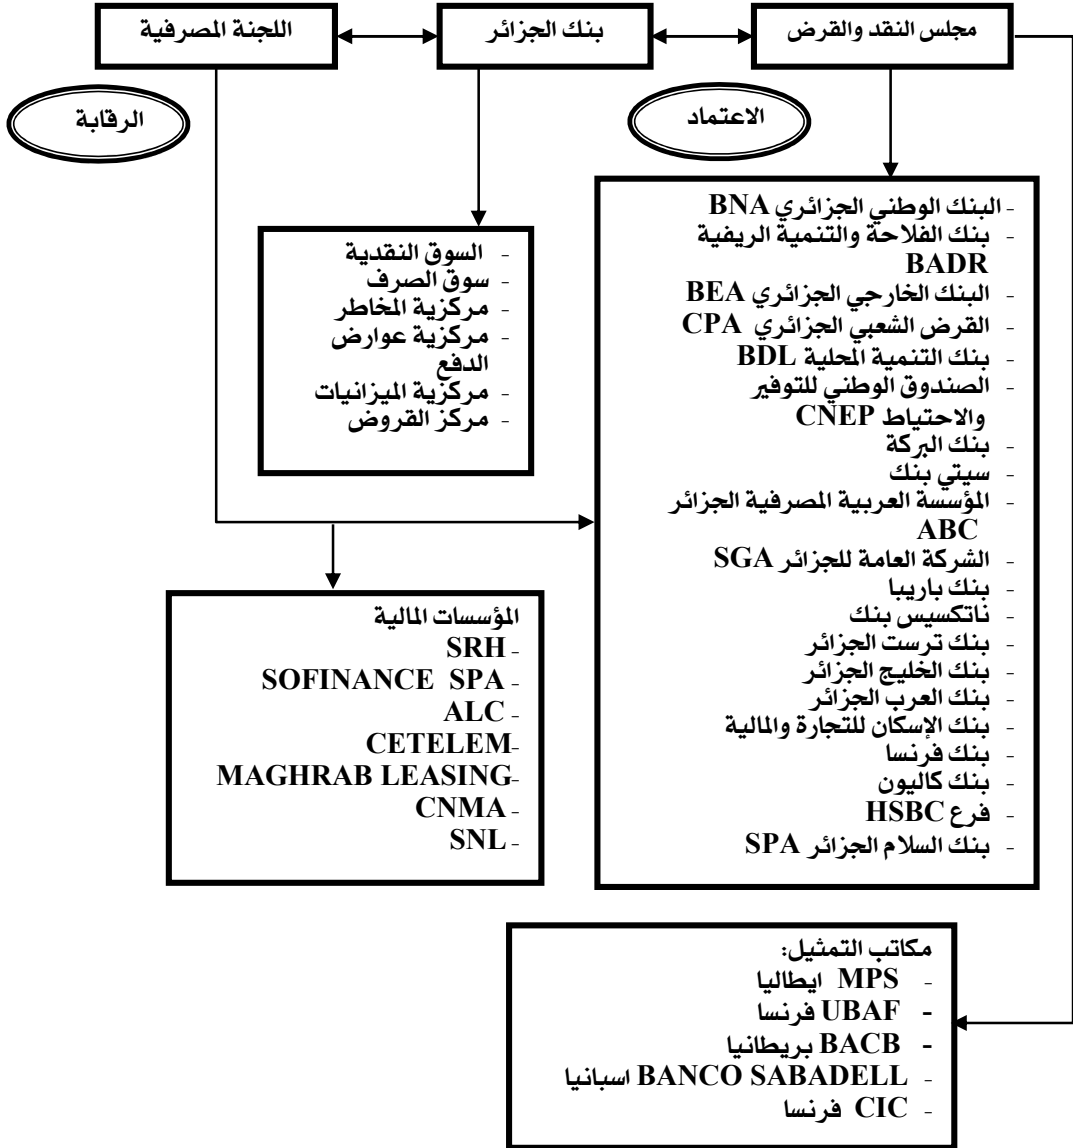 مجلس النقد والقرض
بنك الجزائر
اللجنة المصرفية
الاعتماد
الرقابة
- البنك الوطني الجزائري BNA
- بنك الفلاحة والتنمية الريفية
BADR
- البنك الخارجي الجزائري BEA
- القرض الشعبي الجزائري CPA
- بنك التنمية المحلية BDL
- الصندوق الوطني للتوفير
والاحتياط CNEP
- بنك البركة
- سيتي بنك
- المؤسسة العربية المصرفية الجزائر
ABC
- الشركة العامة للجزائر SGA
- بنك باريبا
- ناتكسيس بنك
- بنك ترست الجزائر
- بنك الخليج الجزائر
- بنك العرب الجزائر
- بنك الإسكان للتجارة والمالية
- بنك فرنسا
- بنك كاليون
- فرع HSBC
- بنك السلام الجزائر SPA
- السوق النقدية
- سوق الصرف
- مركزية المخاطر
- مركزية عوارض
الدفع
- مركزية الميزانيات
- مركز القروض
المؤسسات المالية
SRH -
SOFINANCE SPA -
ALC -
CETELEM-
MAGHRAB LEASING-
CNMA -
SNL -
مكاتب التمثيل:
- MPS ايطاليا
- UBAF فرنسا
- BACB بريطانيا
- BANCO SABADELL اسبانيا
- CIC فرنسا